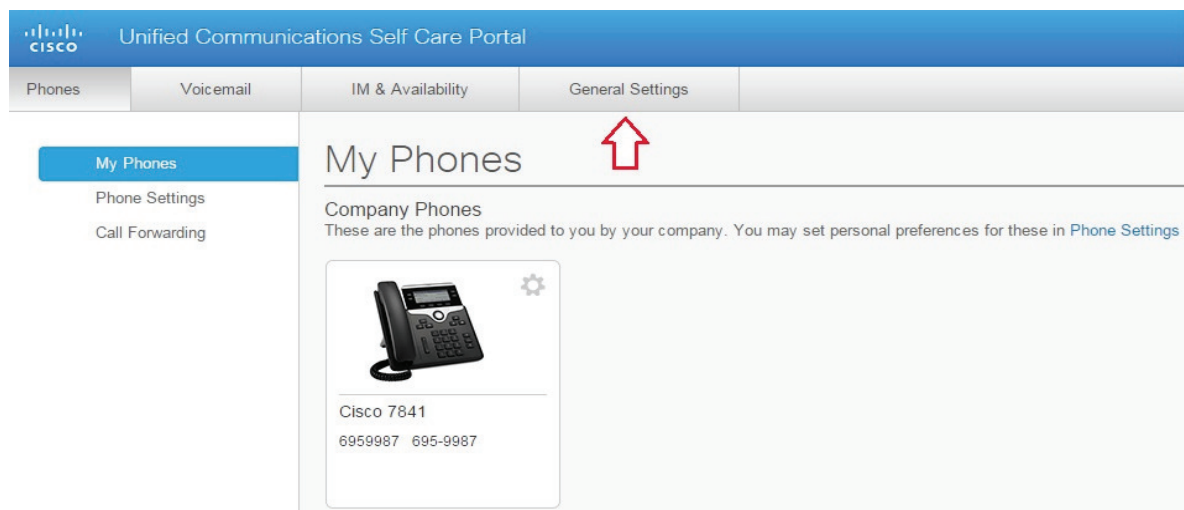 CISCO Unified Communications Self Care Portal
Phones Voicemail IM & Availability General Settings
My Phones
Phone Settings
Call Forwarding
My Phones
Company Phones
These are the phones provided to you by your company. You may set personal preferences for these in Phone Settings
Cisco 7841
6959987 695-9987